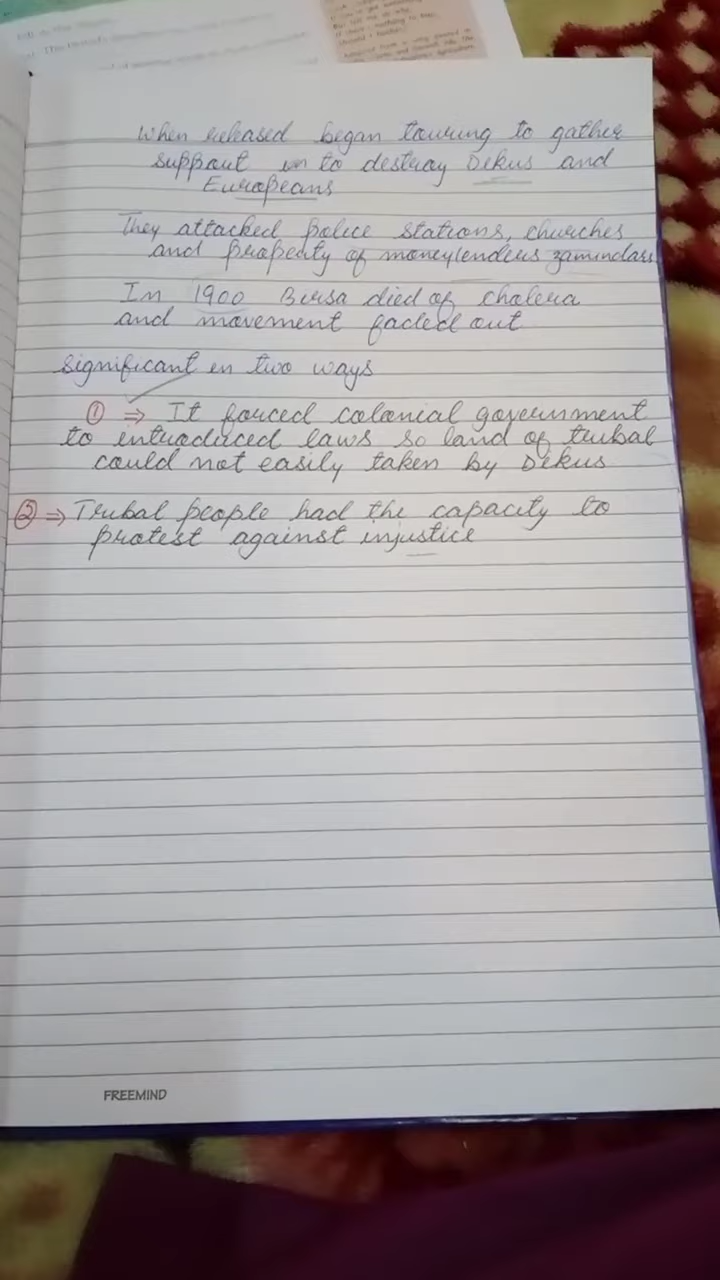 When released began touring to gather
support un to destroy Dekus and
Europeans
They attacked police stations, churches
and property of moneylenders zamindars
In 1900 Birsa died of cholera
and movement faded out
significant in two ways
① ⇒ It forced colonial government
to introduced laws so land of tribal
could not easily taken by Dikus
② ⇒ Tribal people had the capacity to
protest against injustice
FREEMIND